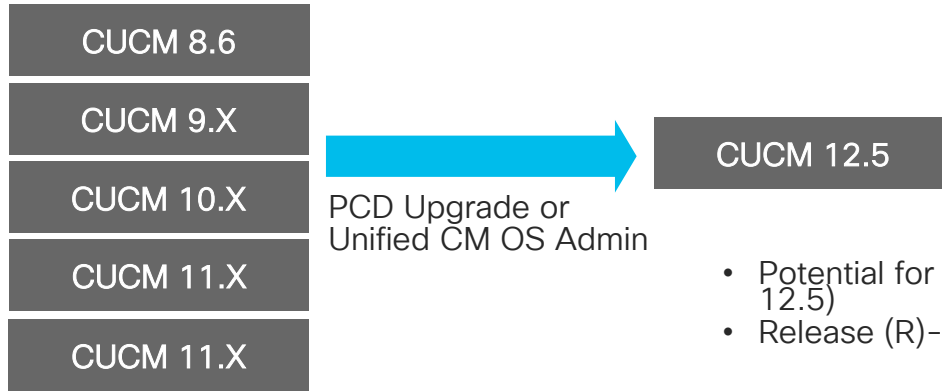 CUCM 8.6
CUCM 9.X
CUCM 10.X
CUCM 11.X
CUCM 11.X
PCD Upgrade or
Unified CM OS Admin
CUCM 12.5
• Potential for
12.5)
• Release (R)-